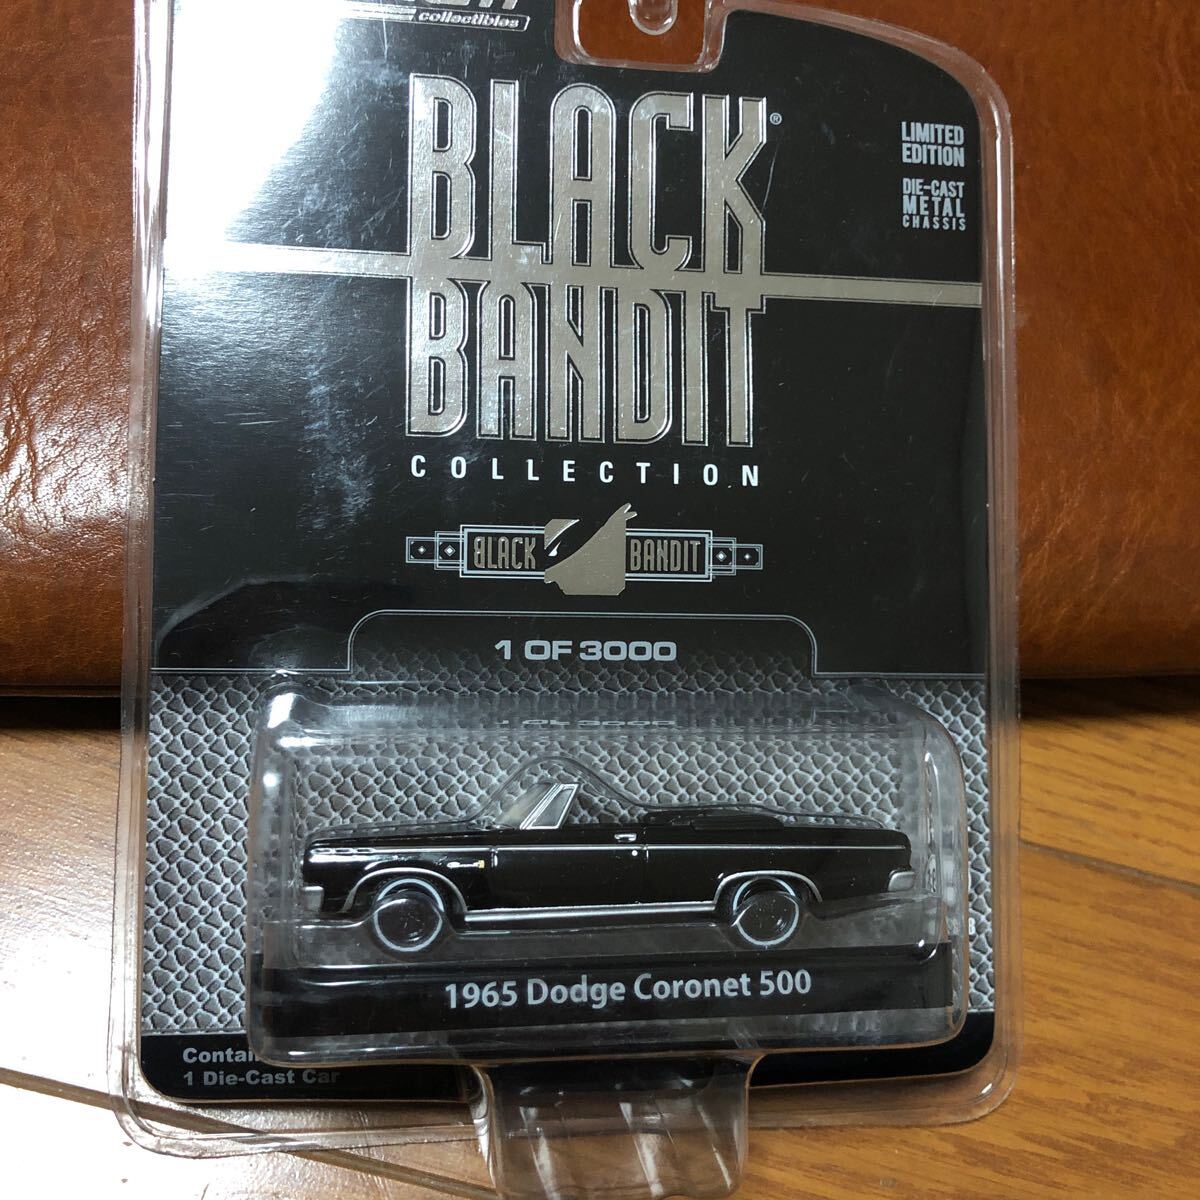 collectibles
BLACK®
BANDIT
COLLECTION
LIMITED
EDITION
DIE-CAST
METAL
CHASSIS
BLACK BANDIT
1 OF 3000
1965 Dodge Coronet 500
1 Die-Cast Car